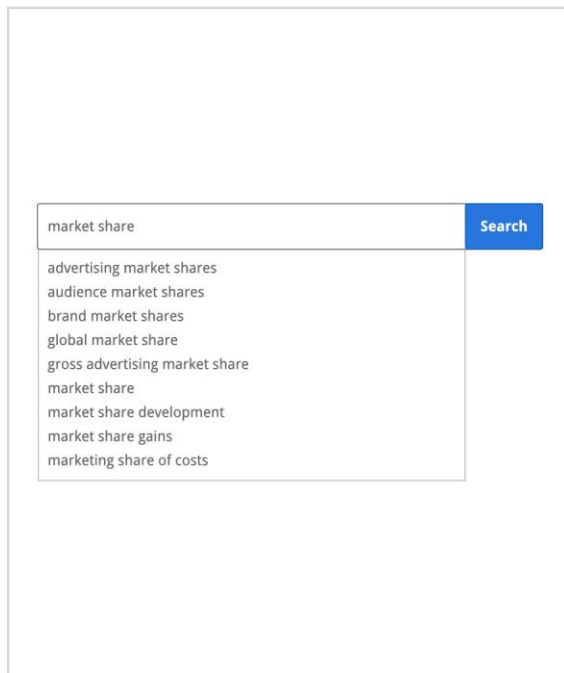 market share
Search
advertising market shares
audience market shares
brand market shares
global market share
gross advertising market share
market share
market share development
market share gains
marketing share of costs